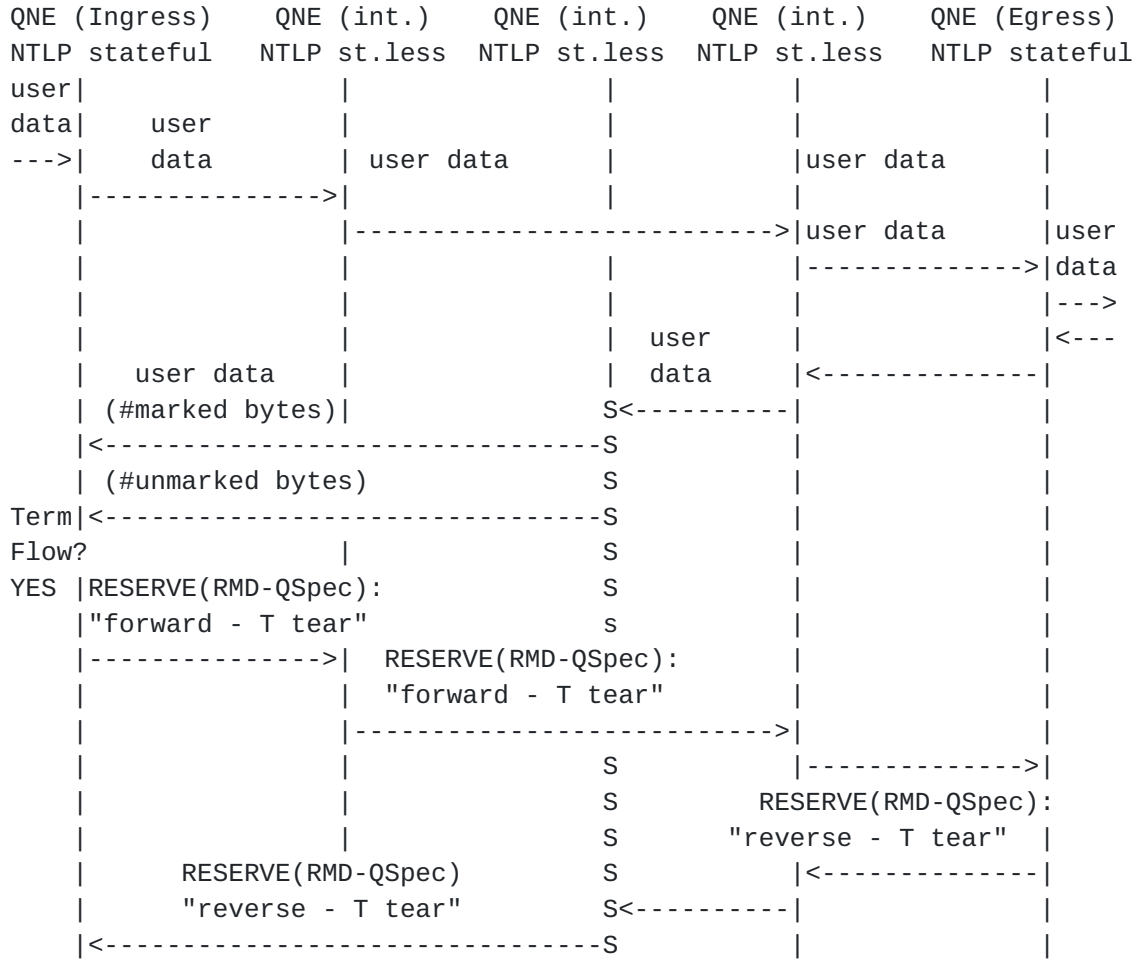 QNE (Ingress)    QNE (int.)    QNE (int.)    QNE (int.)    QNE (Egress)
NTLP stateful   NTLP st.less  NTLP st.less  NTLP st.less   NTLP stateful
user|                |                |           |               |
data|    user        |                |           |               |
--->|    data        | user data      |           |user data      |
    |--------------->|                |           |               |
    |                |--------------------------->|user data      |user
    |                |                |           |-------------->|data
    |                |                |           |               |--->
    |                |                |  user     |               |<---
    |   user data    |                |  data     |<--------------|
    | (#marked bytes)|                S<----------|               |
    |<--------------------------------S           |               |
    | (#unmarked bytes)               S           |               |
Term|<--------------------------------S           |               |
Flow?                |                S           |               |
YES |RESERVE(RMD-QSpec):              S           |               |
    |"forward - T tear"               s           |               |
    |--------------->|  RESERVE(RMD-QSpec):       |               |
    |                |  "forward - T tear"        |               |
    |                |--------------------------->|               |
    |                |                S           |-------------->|
    |                |                S         RESERVE(RMD-QSpec):
    |                |                S       "reverse - T tear"  |
    |      RESERVE(RMD-QSpec)         S           |<--------------|
    |      "reverse - T tear"         S<----------|               |
    |<--------------------------------S           |               |